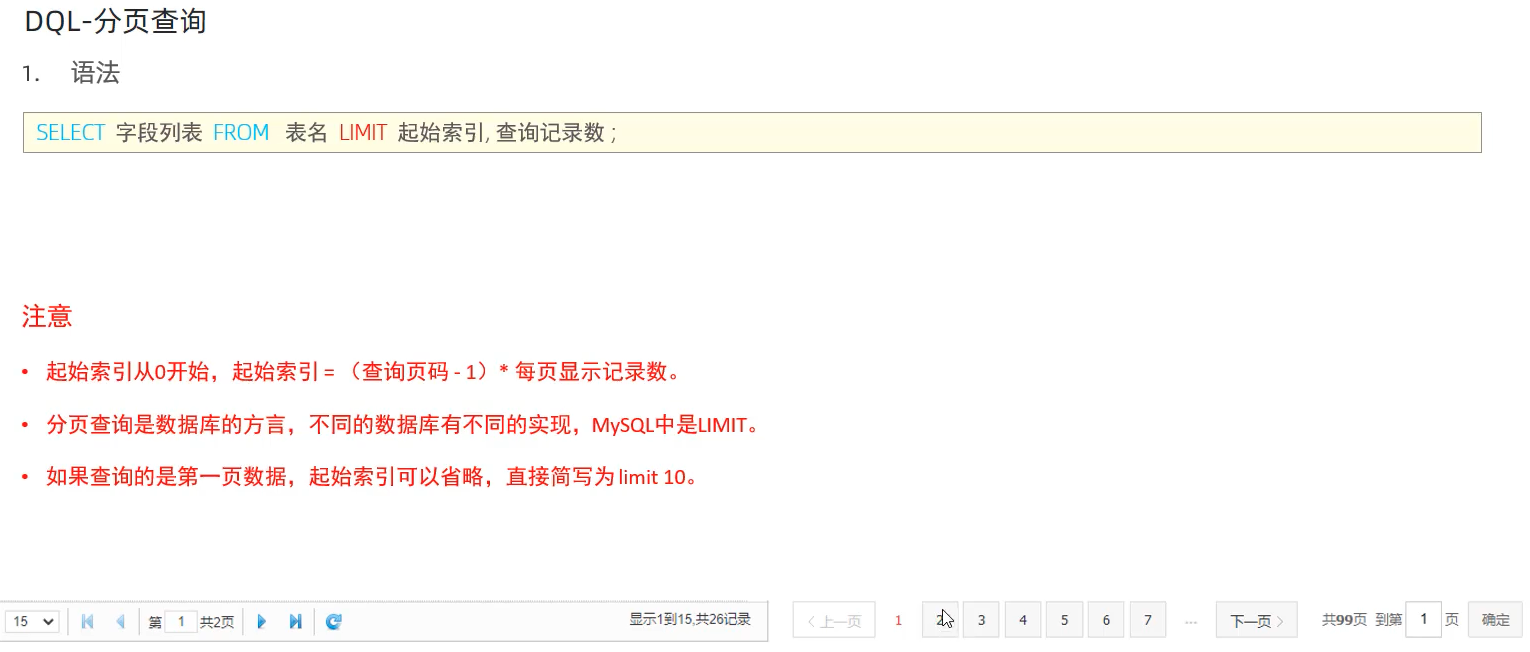 DQL-分页查询
1. 语法
SELECT 字段列表 FROM 表名 LIMIT 起始索引, 查询记录数 ;
注意
• 起始索引从0开始，起始索引 = （查询页码 - 1）* 每页显示记录数。
• 分页查询是数据库的方言，不同的数据库有不同的实现，MySQL中是LIMIT。
• 如果查询的是第一页数据，起始索引可以省略，直接简写为 limit 10。
15 第 1 共2页 显示1到15,共26记录 <上一页 1 2 3 4 5 6 7 ... 下一页> 共99页 到第 1 页 确定